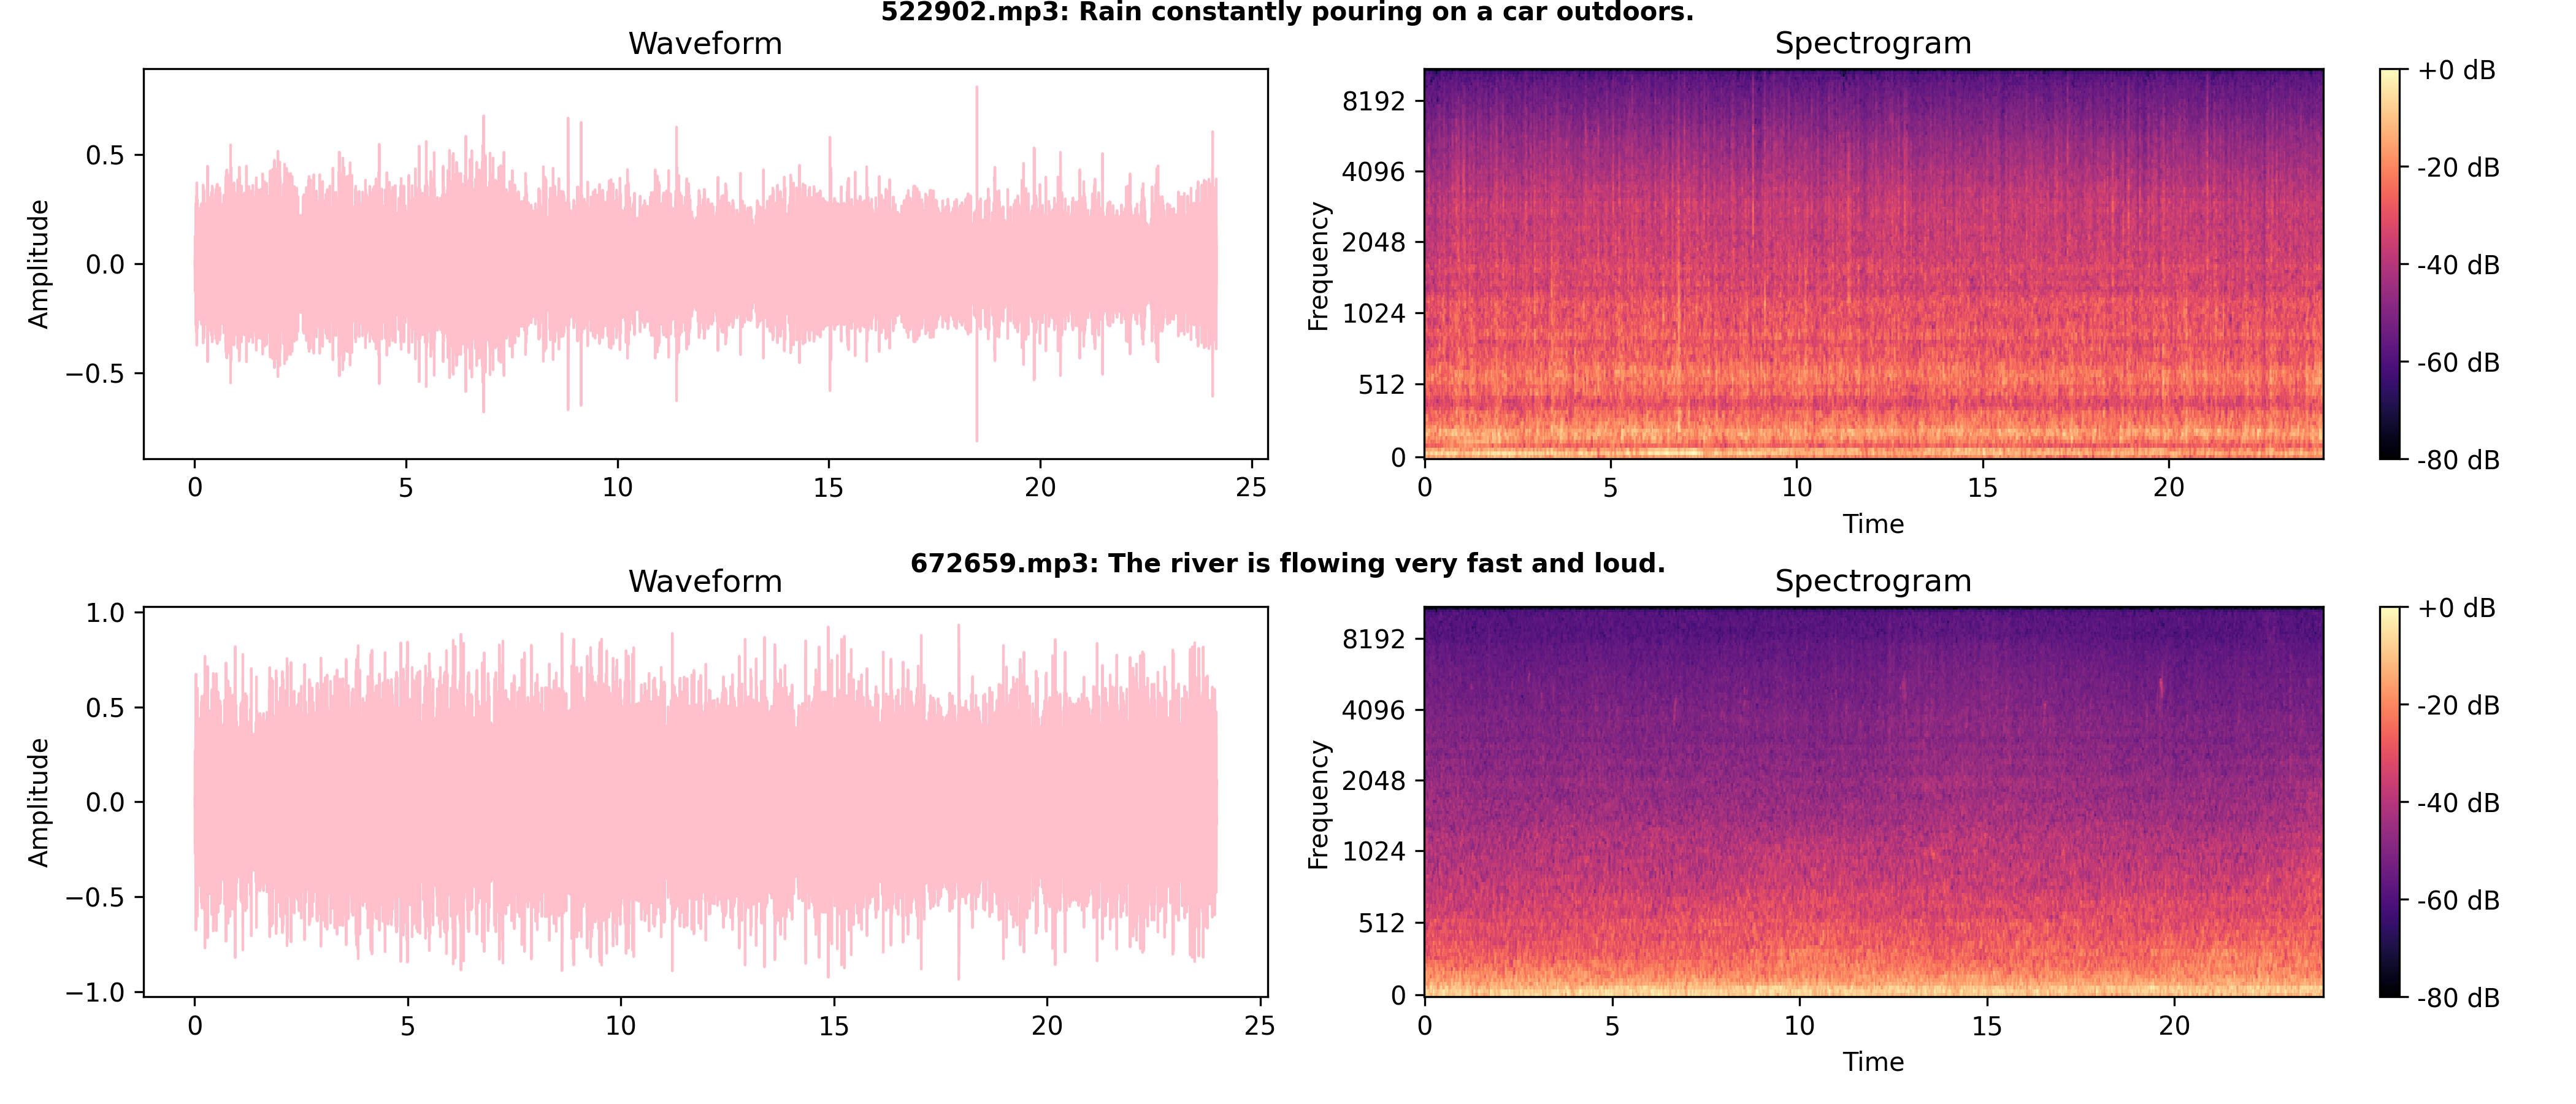 522902.mp3: Rain constantly pouring on a car outdoors.
Waveform
Spectrogram
Amplitude
0.5
0.0
−0.5
0 5 10 15 20 25
Frequency
8192
4096
2048
1024
512
0
0 5 10 15 20
Time
+0 dB
-20 dB
-40 dB
-60 dB
-80 dB
672659.mp3: The river is flowing very fast and loud.
Waveform
Spectrogram
Amplitude
1.0
0.5
0.0
−0.5
−1.0
0 5 10 15 20 25
Frequency
8192
4096
2048
1024
512
0
0 5 10 15 20
Time
+0 dB
-20 dB
-40 dB
-60 dB
-80 dB